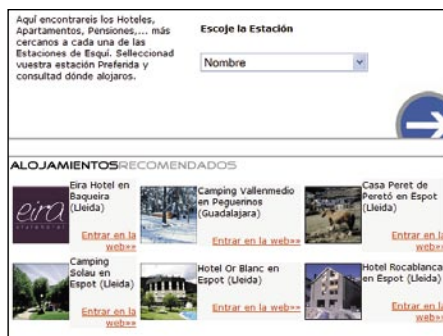 Aquí encontrareis los Hoteles,
Apartamentos, Pensiones,... más
cercanos a cada una de las
Estaciones de Esquí. Selleccionad
vuestra estación Preferida y
consultad dónde alojaros.
Escoje la Estación
Nombre
ALOJAMIENTOSRECOMENDADOS
eira
Eira Hotel en
Baqueira
(Lleida)
Entrar en la
web»»
Camping Vallenmedio
en Peguerinos
(Guadalajara)
Entrar en la web»»
Casa Peret de
Peretó en Espot
(Lleida)
Entrar en la
web»»
Camping
Solau en
Espot (Lleida)
Entrar en la
web»»
Hotel Or Blanc en
Espot (Lleida)
Entrar en la web»»
Hotel Rocablanca
en Espot (Lleida)
Entrar en la
web»»